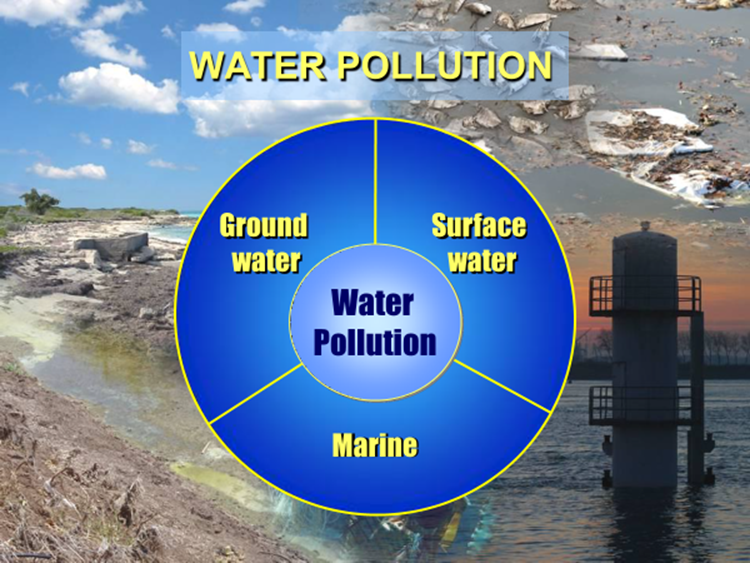 WATER POLLUTION
Ground
water
Surface
water
Water
Pollution
Marine